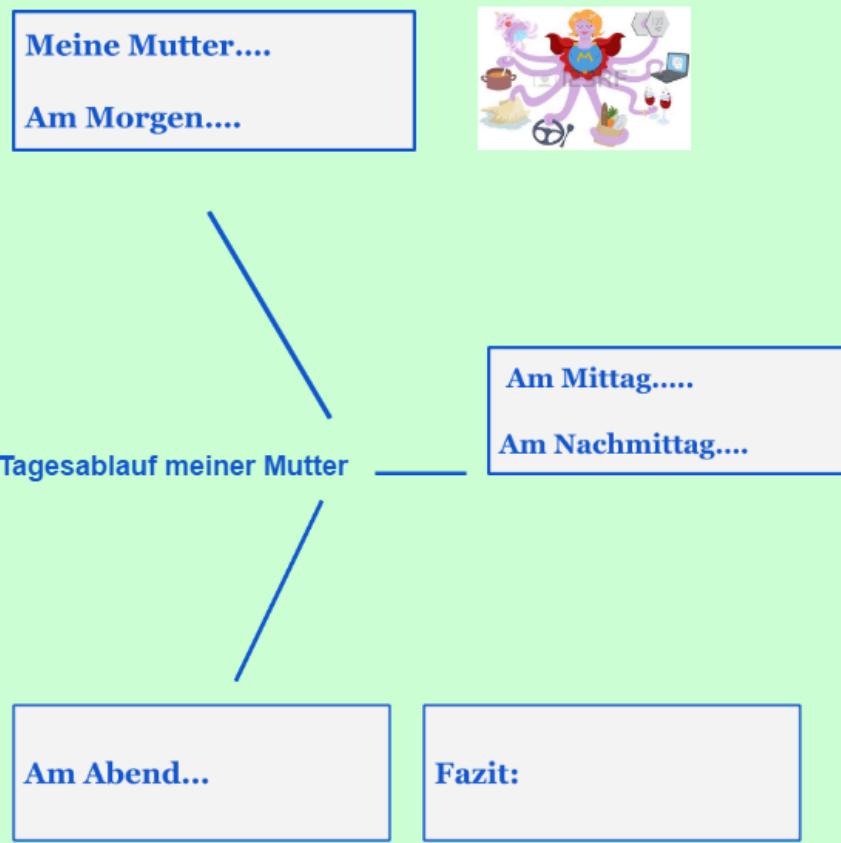 Meine Mutter....
Am Morgen....
M
Am Mittag.....
Am Nachmittag....
Tagesablauf meiner Mutter
Am Abend...
Fazit: